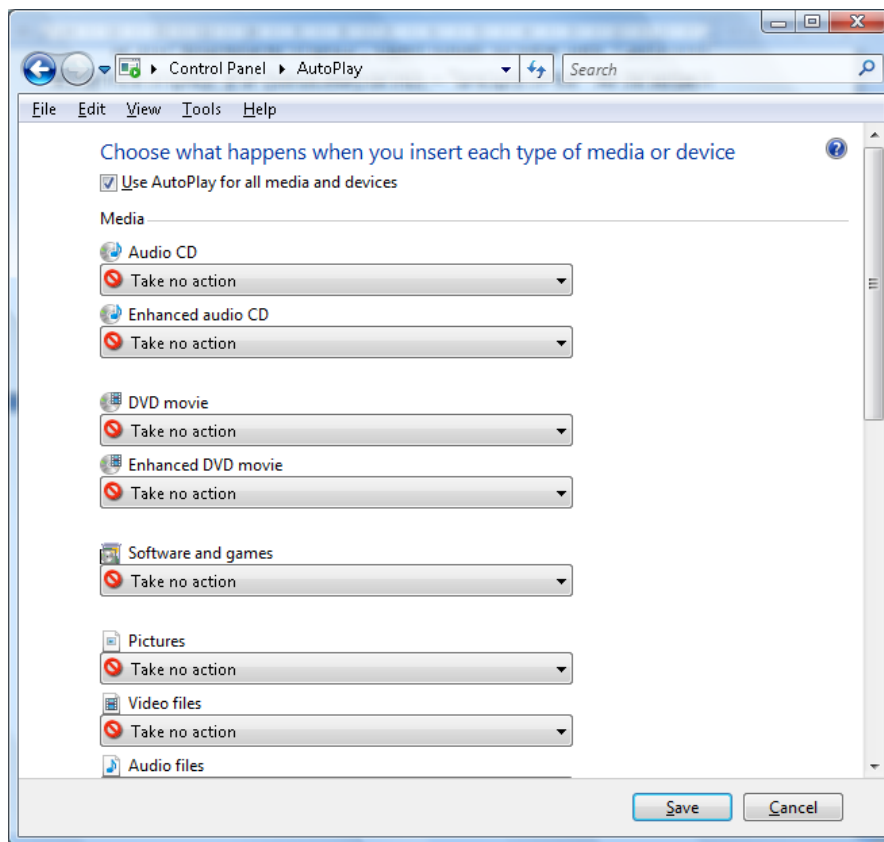 Control Panel AutoPlay Search
File Edit View Tools Help
Choose what happens when you insert each type of media or device
Use AutoPlay for all media and devices
Media
Audio CD
Take no action
Enhanced audio CD
Take no action
DVD movie
Take no action
Enhanced DVD movie
Take no action
Software and games
Take no action
Pictures
Take no action
Video files
Take no action
Audio files
Save Cancel